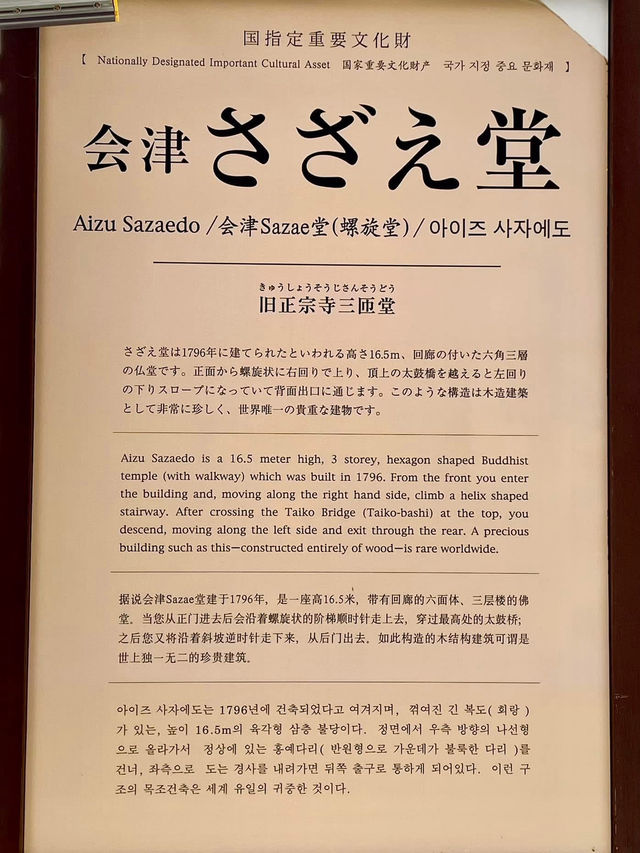 国指定重要文化財
【 Nationally Designated Important Cultural Asset 国家重要文化財产 국가 지정 중요 문화재 】
会津さざえ堂
Aizu Sazaedo /会津Sazae堂(螺旋堂)/아이즈 사자에도
きゅうしょうそうじさんそうどう
旧正宗寺三匝堂
さざえ堂は1796年に建てられたといわれる高さ16.5m、回廊の付いた六角三層
の仏堂です。正面から螺旋状に右回りで上り、頂上の太鼓橋を越えると左回り
の下りスロープになっていて背面出口に通じます。このような構造は木造建築
として非常に珍しく、世界唯一の貴重な建物です。
Aizu Sazaedo is a 16.5 meter high, 3 storey, hexagon shaped Buddhist
temple (with walkway) which was built in 1796. From the front you enter
the building and, moving along the right hand side, climb a helix shaped
stairway. After crossing the Taiko Bridge (Taiko-bashi) at the top, you
descend, moving along the left side and exit through the rear. A precious
building such as this—constructed entirely of wood—is rare worldwide.
据说会津Sazae堂建于1796年，是一座高16.5米，带有回廊的六面体、三层楼的佛
堂。当您从正门进去后会沿着螺旋状的阶梯顺时针走上去，穿过最高处的太鼓桥;
之后您又将沿着斜坡逆时针走下来，从后门出去。如此构造的木结构建筑可谓是
世上独一无二的珍贵建筑。
아이즈 사자에도는 1796년에 건축되었다고 여겨지며, 꺾여진 긴 복도( 회랑 )
가 있는, 높이 16.5m의 육각형 삼층 불당이다. 정면에서 우측 방향의 나선형
으로 올라가서 정상에 있는 홍예다리( 반원형으로 가운데가 불룩한 다리 )를
건너, 좌측으로 도는 경사를 내려가면 뒤쪽 출구로 통하게 되어있다. 이런 구
조의 목조건축은 세계 유일의 귀중한 것이다.